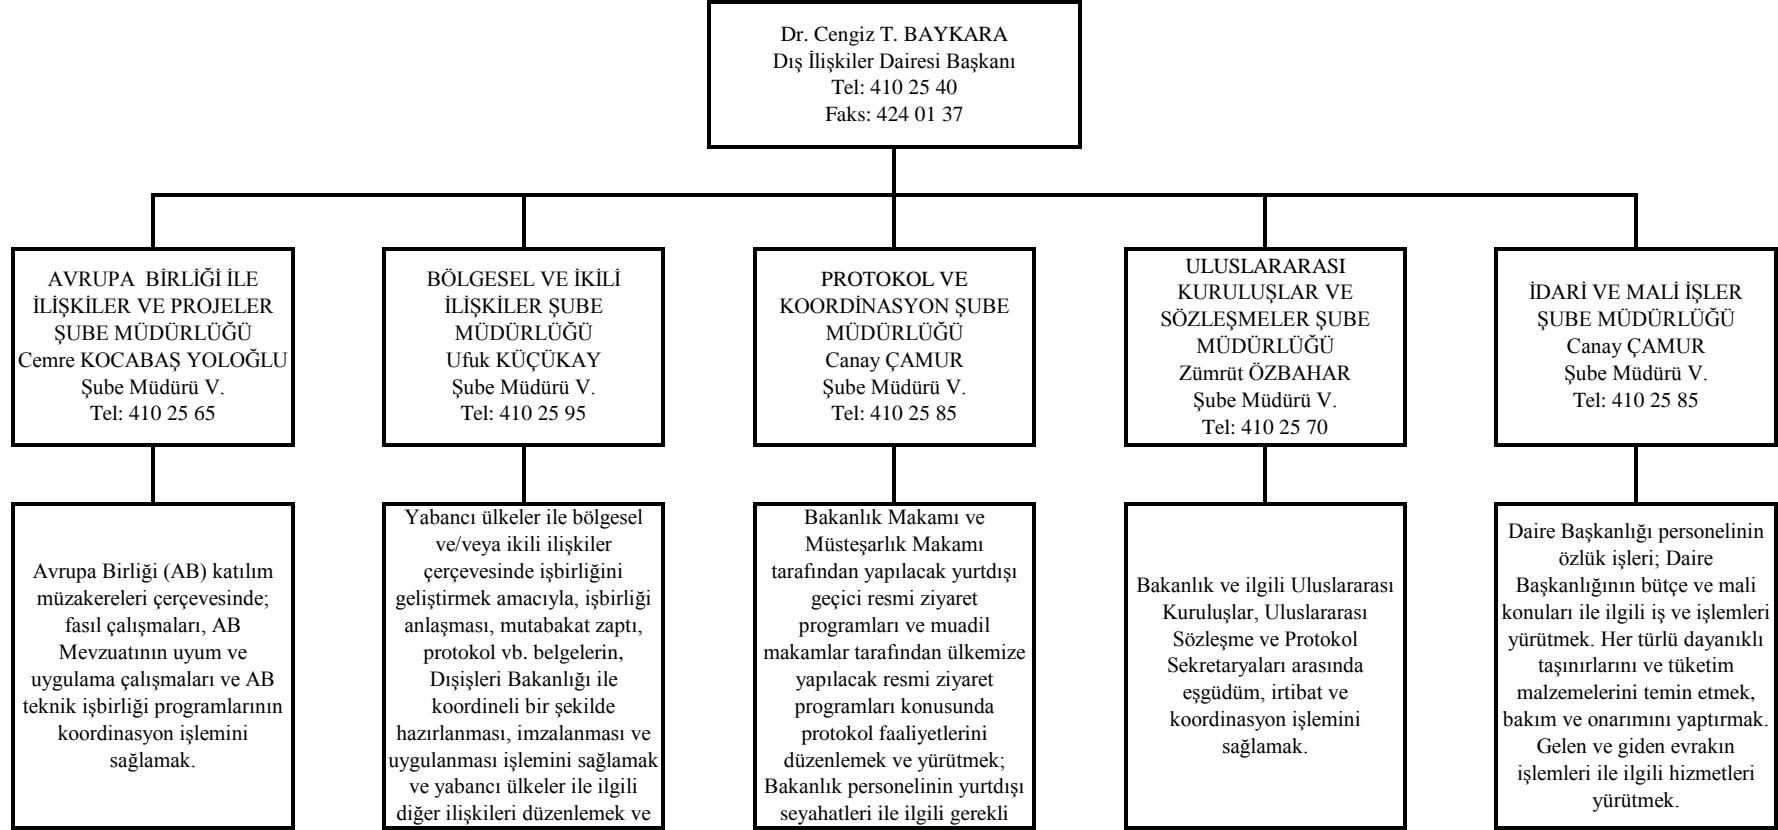 Dr. Cengiz T. BAYKARA
Dış İlişkiler Dairesi Başkanı
Tel: 410 25 40
Faks: 424 01 37
AVRUPA BİRLİĞİ İLE
İLİŞKİLER VE PROJELER
ŞUBE MÜDÜRLÜĞÜ
Cemre KOCABAŞ YOLOĞLU
Şube Müdürü V.
Tel: 410 25 65
BÖLGESEL VE İKİLİ
İLİŞKİLER ŞUBE
MÜDÜRLÜĞÜ
Ufuk KÜÇÜKAY
Şube Müdürü V.
Tel: 410 25 95
PROTOKOL VE
KOORDİNASYON ŞUBE
MÜDÜRLÜĞÜ
Canay ÇAMUR
Şube Müdürü V.
Tel: 410 25 85
ULUSLARARASI
KURULUŞLAR VE
SÖZLEŞMELER ŞUBE
MÜDÜRLÜĞÜ
Zümrüt ÖZBAHAR
Şube Müdürü V.
Tel: 410 25 70
İDARİ VE MALİ İŞLER
ŞUBE MÜDÜRLÜĞÜ
Canay ÇAMUR
Şube Müdürü V.
Tel: 410 25 85
Avrupa Birliği (AB) katılım
müzakereleri çerçevesinde;
fasıl çalışmaları, AB
Mevzuatının uyum ve
uygulama çalışmaları ve AB
teknik işbirliği programlarının
koordinasyon işlemini
sağlamak.
Yabancı ülkeler ile bölgesel
ve/veya ikili ilişkiler
çerçevesinde işbirliğini
geliştirmek amacıyla, işbirliği
anlaşması, mutabakat zaptı,
protokol vb. belgelerin,
Dışişleri Bakanlığı ile
koordineli bir şekilde
hazırlanması, imzalanması ve
uygulanması işlemini sağlamak
ve yabancı ülkeler ile ilgili
diğer ilişkileri düzenlemek ve
Bakanlık Makamı ve
Müsteşarlık Makamı
tarafından yapılacak yurtdışı
geçici resmi ziyaret
programları ve muadil
makamlar tarafından ülkemize
yapılacak resmi ziyaret
programları konusunda
protokol faaliyetlerini
düzenlemek ve yürütmek;
Bakanlık personelinin yurtdışı
seyahatleri ile ilgili gerekli
Bakanlık ve ilgili Uluslararası
Kuruluşlar, Uluslararası
Sözleşme ve Protokol
Sekretaryaları arasında
eşgüdüm, irtibat ve
koordinasyon işlemini
sağlamak.
Daire Başkanlığı personelinin
özlük işleri; Daire
Başkanlığının bütçe ve mali
konuları ile ilgili iş ve işlemleri
yürütmek. Her türlü dayanıklı
taşınırlarını ve tüketim
malzemelerini temin etmek,
bakım ve onarımını yaptırmak.
Gelen ve giden evrakın
işlemleri ile ilgili hizmetleri
yürütmek.